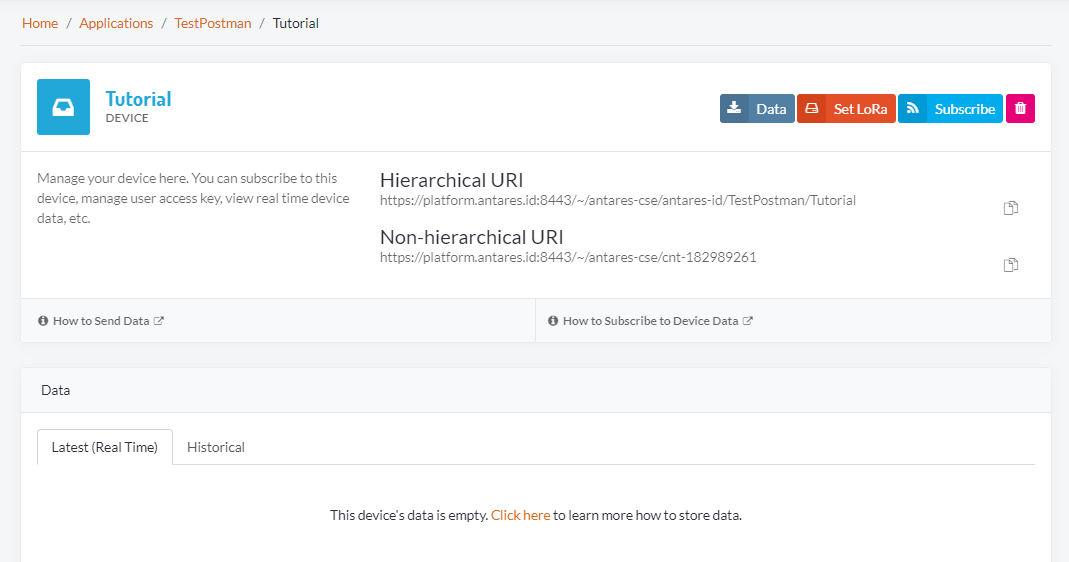 Home / Applications / TestPostman / Tutorial
Tutorial
DEVICE
Data
Set LoRa
Subscribe
Manage your device here. You can subscribe to this
device, manage user access key, view real time device
data, etc.
Hierarchical URI
https://platform.antares.id:8443/~/antares-cse/antares-id/TestPostman/Tutorial
Non-hierarchical URI
https://platform.antares.id:8443/~/antares-cse/cnt-182989261
How to Send Data
How to Subscribe to Device Data
Data
Latest (Real Time)
Historical
This device's data is empty. Click here to learn more how to store data.